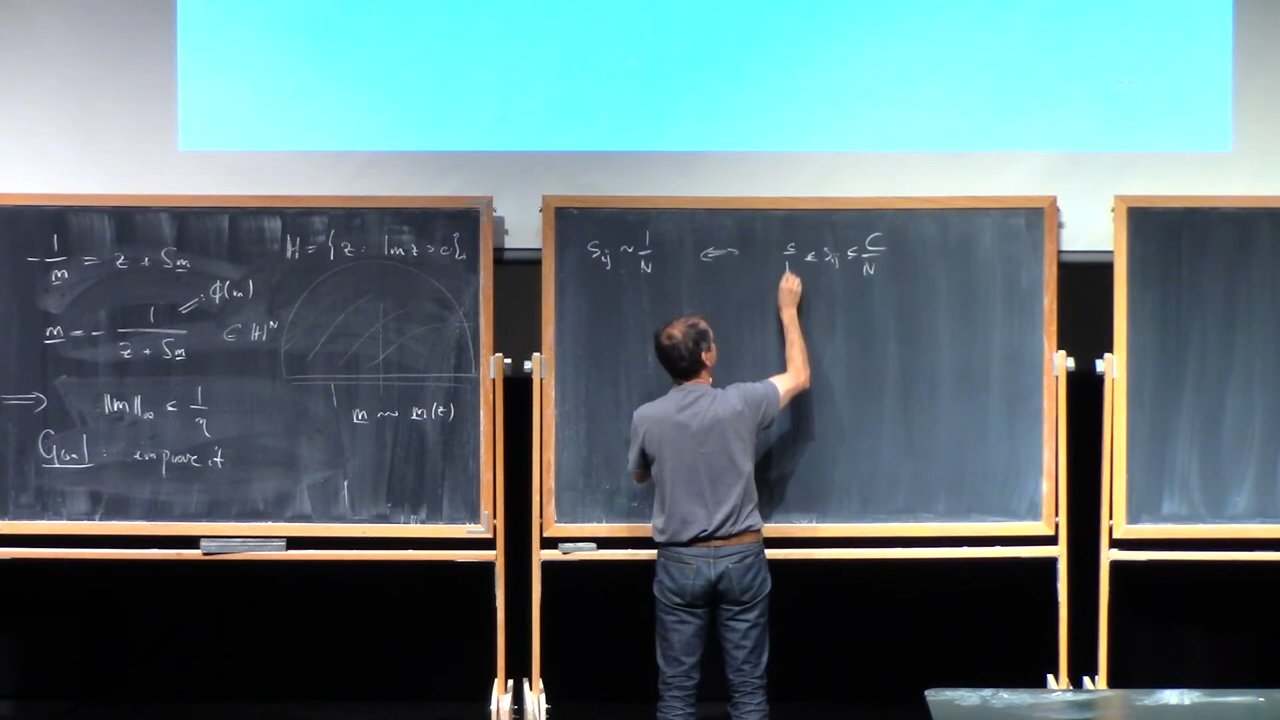 -1/m = z + Sm
H = {z : Im z > 0},
m = - 1/(z + Sm) = : ϕ(m) ∈ H^N
⟹ ‖m‖_∞ ≤ 1/η
m ~~ m(z)
Goal : improve it
S_ij ~ 1/N ⟸ c/ ≤ S_ij ≤ C/N